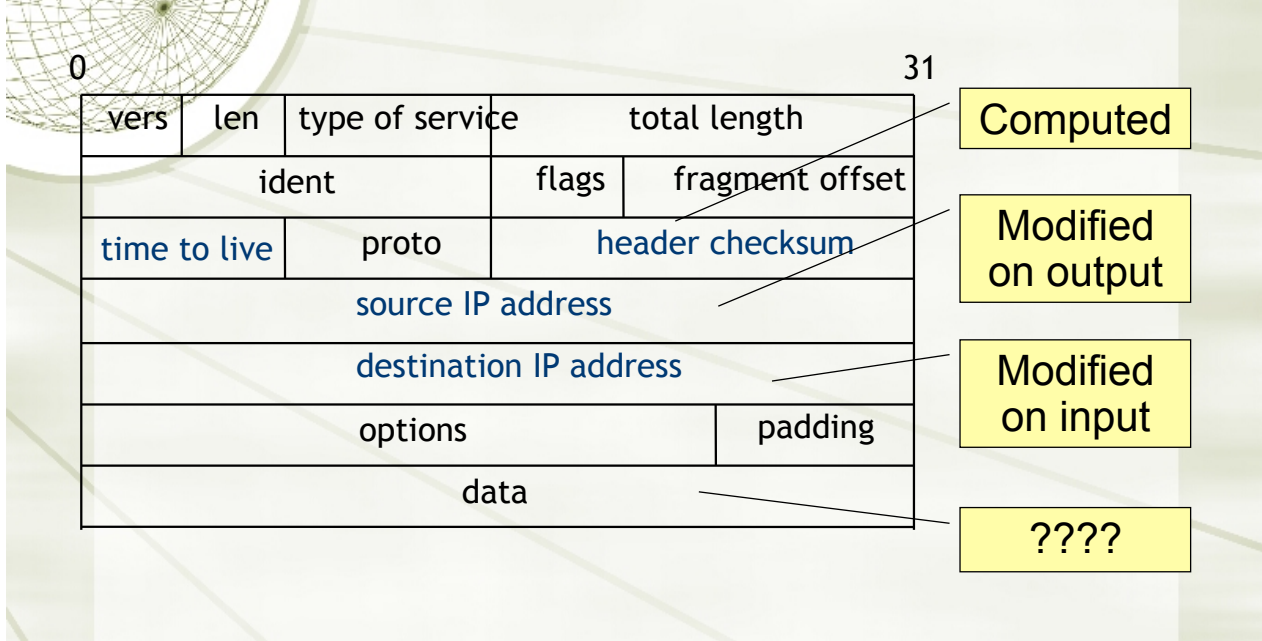 0 31
vers len type of service total length
Computed
ident flags fragment offset
time to live proto header checksum
Modified
on output
source IP address
destination IP address
Modified
on input
options padding
data
????